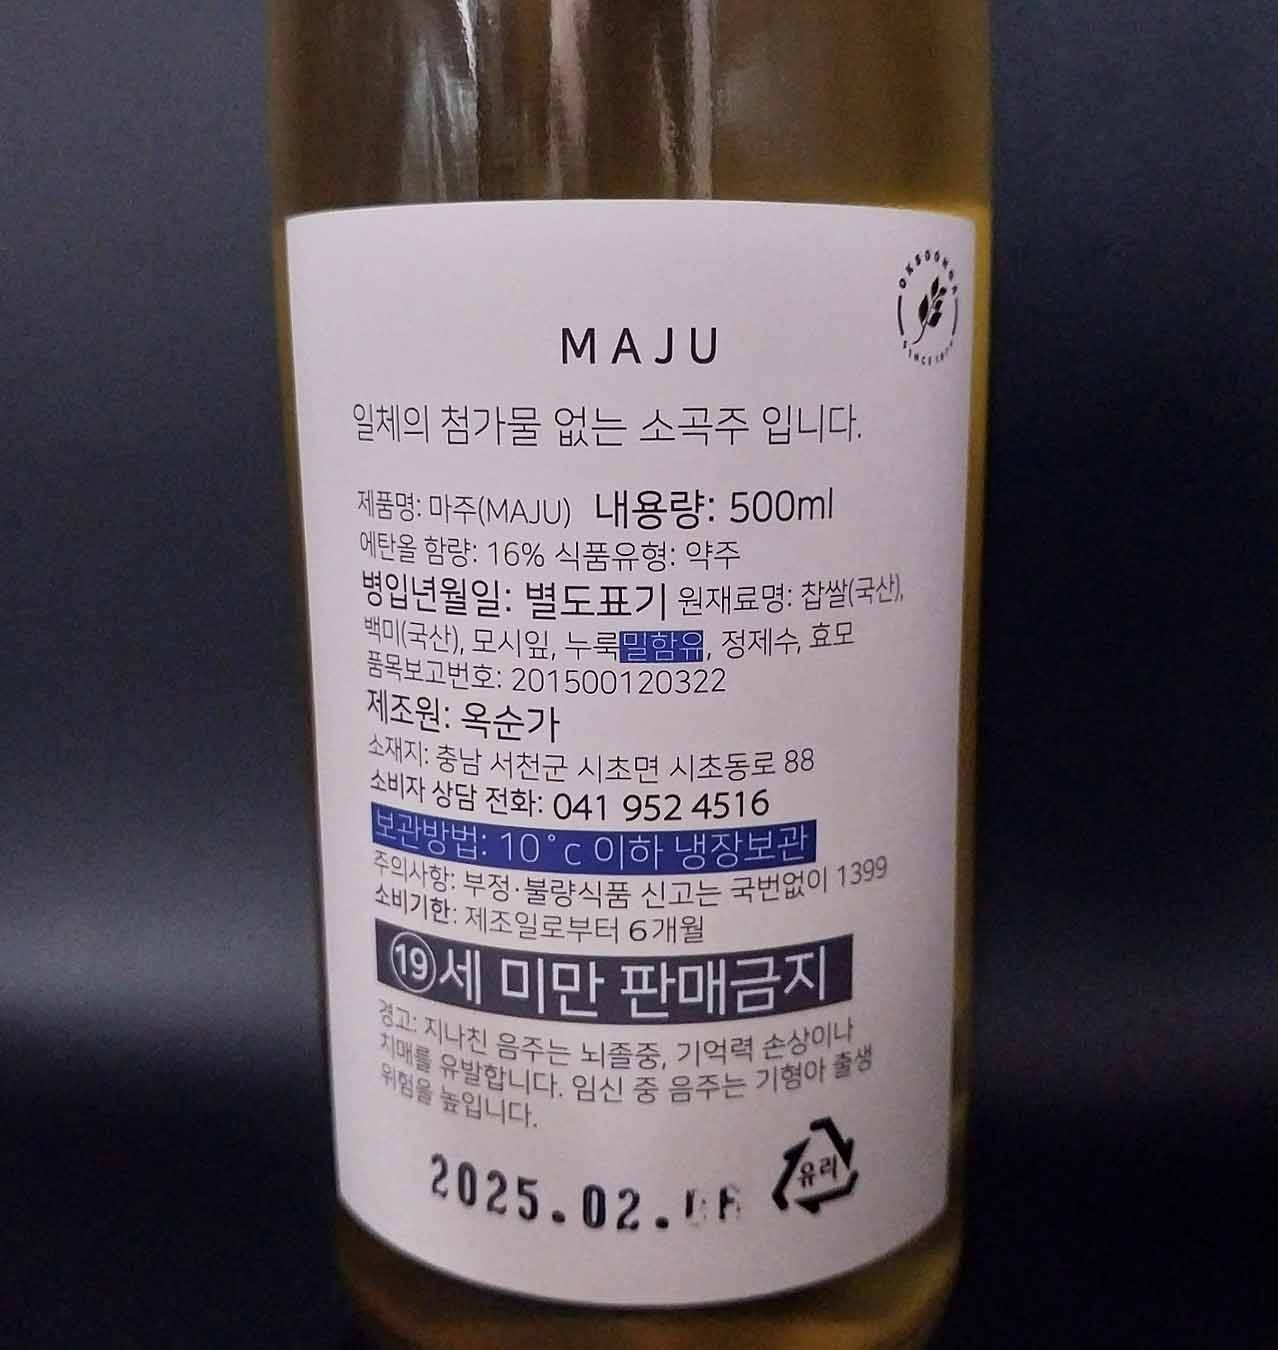 OKSOONGA
SINCE
MAJU
일체의 첨가물 없는 소곡주 입니다.
제품명: 마주(MAJU) 내용량: 500ml
에탄올 함량: 16% 식품유형: 약주
병입년월일: 별도표기 원재료명: 찹쌀(국산),
백미(국산), 모시잎, 누룩밀함유, 정제수, 효모
품목보고번호: 201500120322
제조원: 옥순가
소재지: 충남 서천군 시초면 시초동로 88
소비자 상담 전화: 041 952 4516
보관방법: 10°c 이하 냉장보관
주의사항: 부정·불량식품 신고는 국번없이 1399
소비기한: 제조일로부터 6개월
19세 미만 판매금지
경고: 지나친 음주는 뇌졸중, 기억력 손상이나
치매를 유발합니다. 임신 중 음주는 기형아 출생
위험을 높입니다.
유리
2025.02.